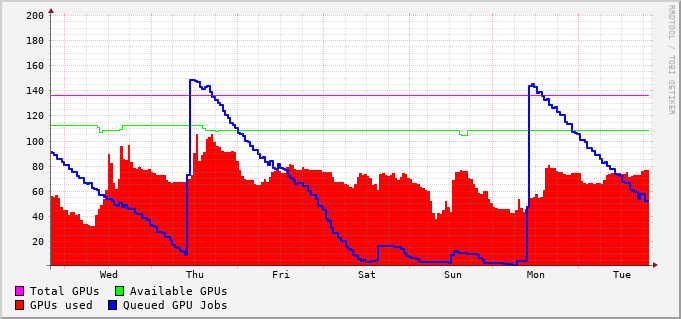 200
180
160
140
120
100
80
60
40
20
Wed Thu Fri Sat Sun Mon Tue
Total GPUs Available GPUs
GPUs used Queued GPU Jobs
RRDTOOL / TOBI OETIKER